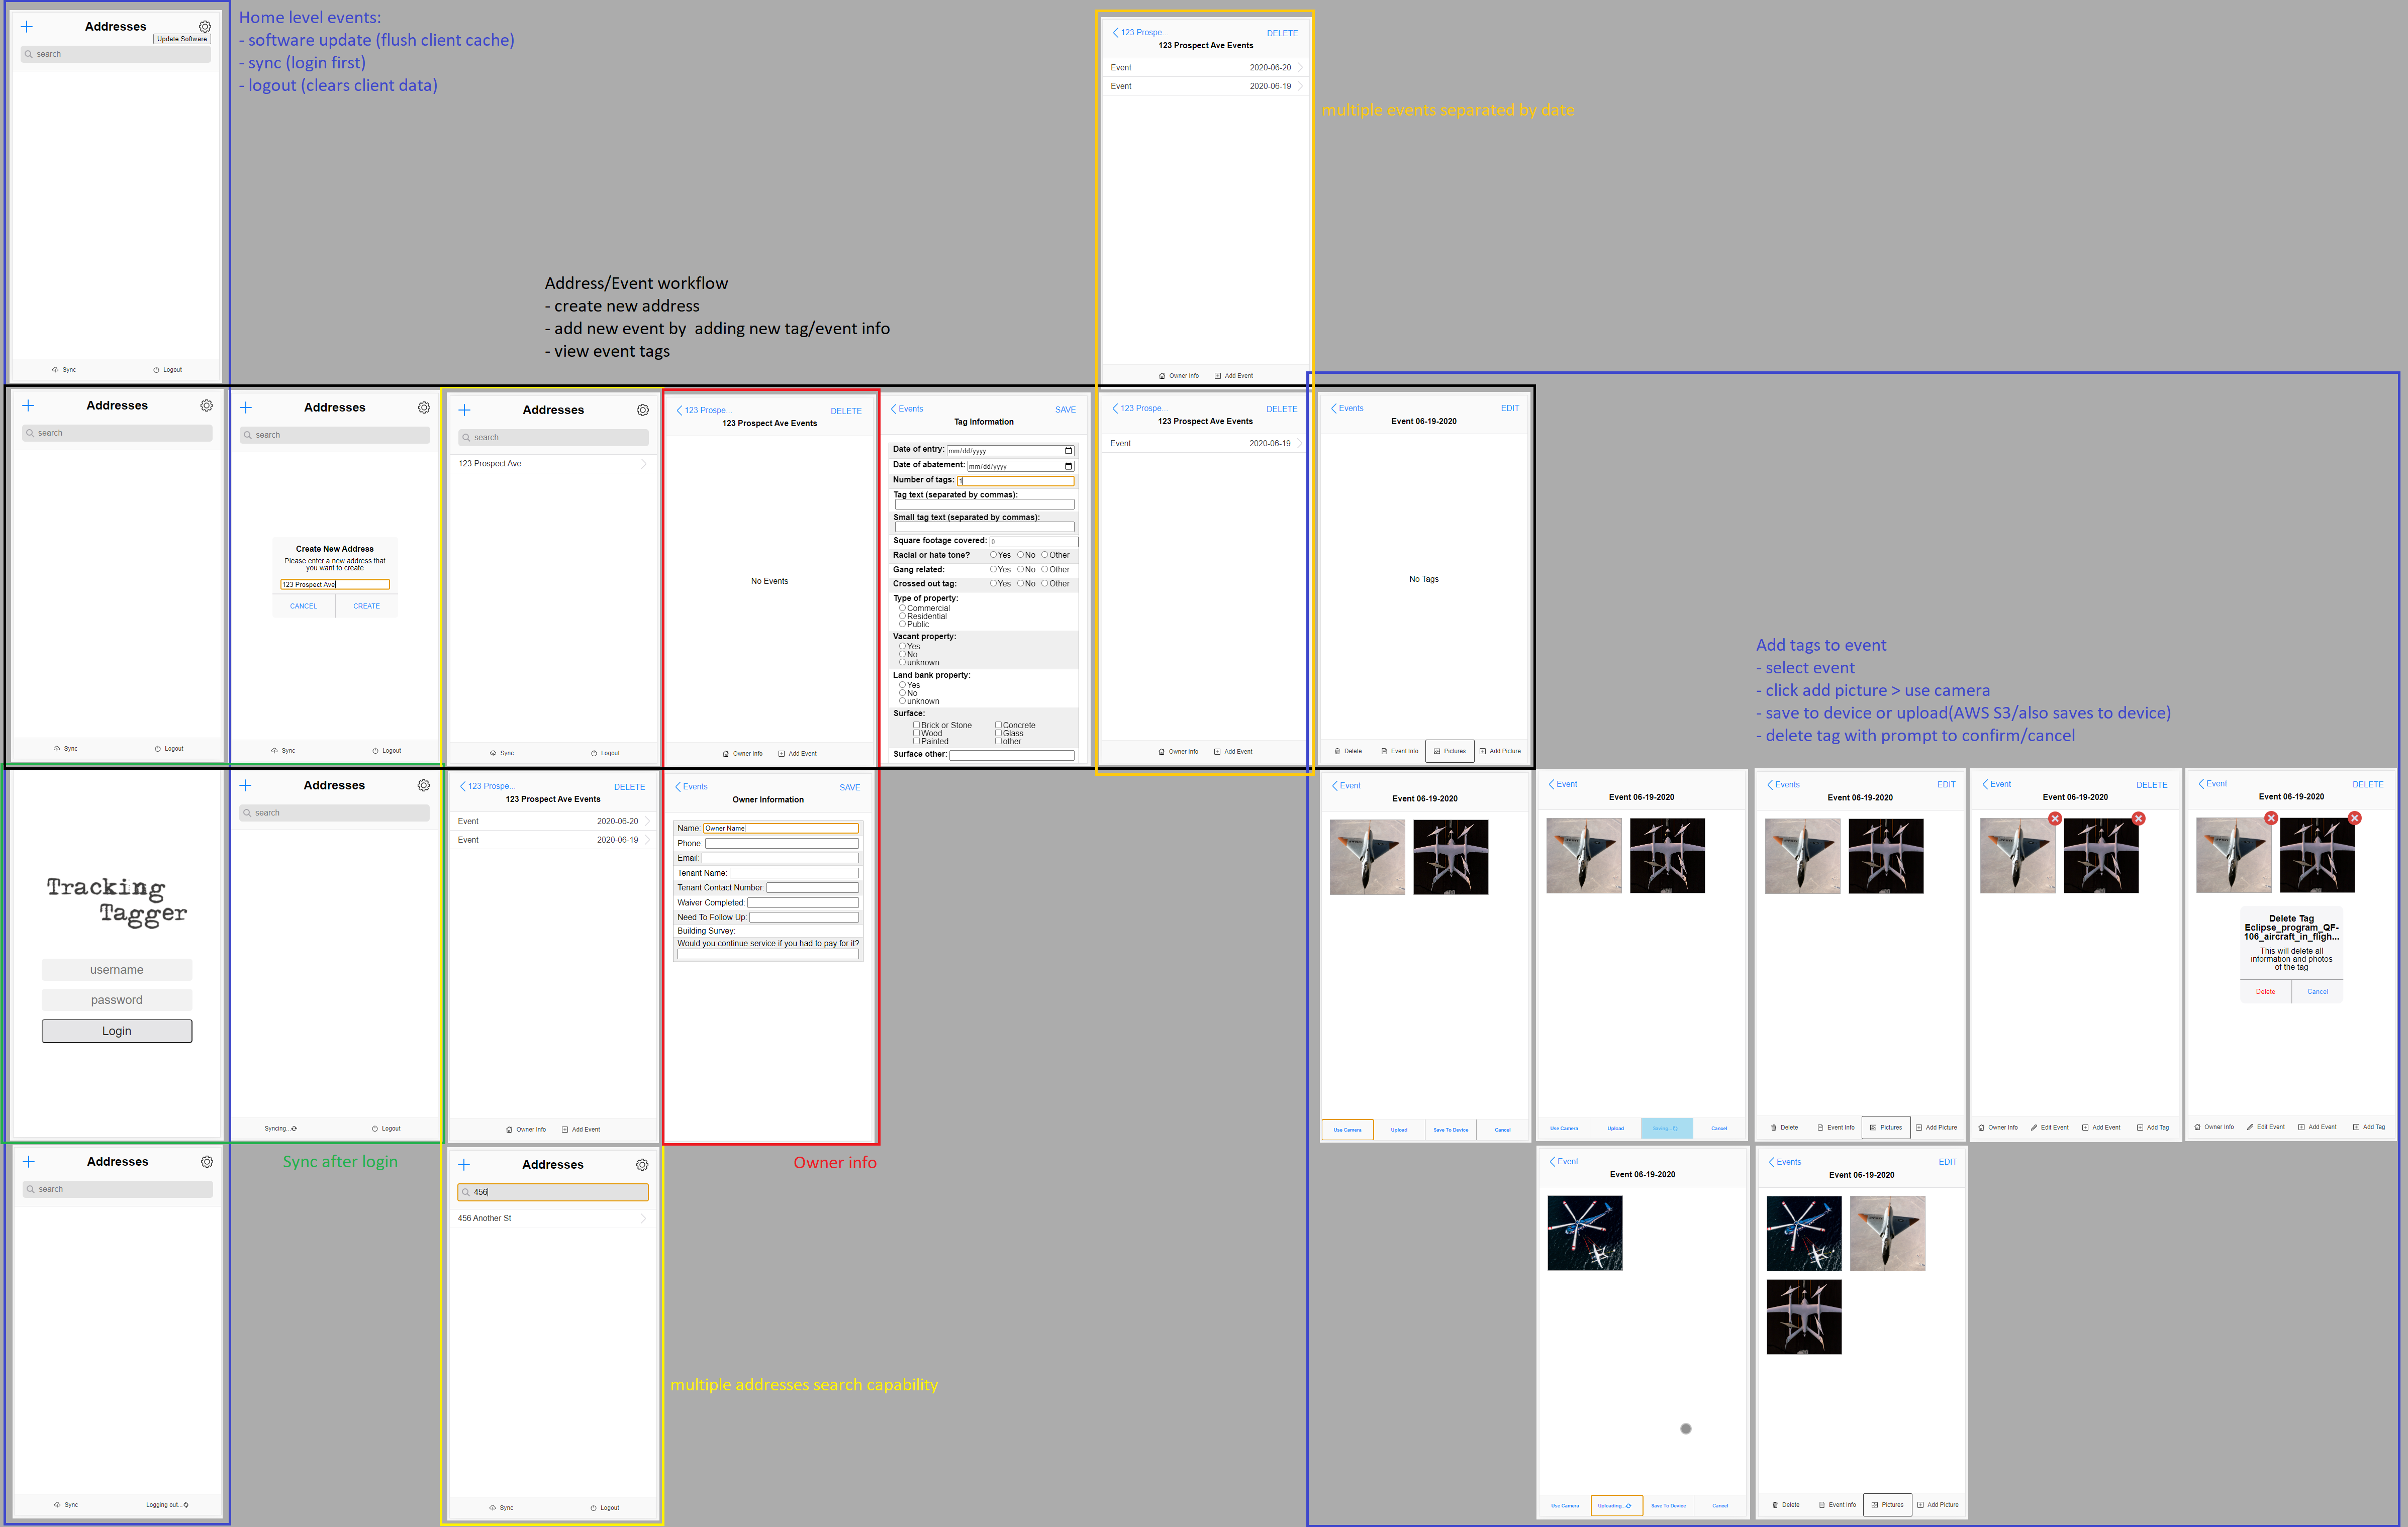 Addresses
Update Software
search
Sync
Logout
Home level events:
- software update (flush client cache)
- sync (login first)
- logout (clears client data)
123 Prospe...
DELETE
123 Prospect Ave Events
Event 2020-06-20
Event 2020-06-19
Owner Info
Add Event
multiple events separated by date
Address/Event workflow
- create new address
- add new event by adding new tag/event info
- view event tags
Addresses
search
Sync
Logout
Addresses
search
Create New Address
Please enter a new address that
you want to create
123 Prospect Ave
CANCEL
CREATE
Sync
Logout
Addresses
search
123 Prospect Ave
Sync
Logout
123 Prospe...
DELETE
123 Prospect Ave Events
No Events
Owner Info
Add Event
Events
SAVE
Tag Information
Date of entry: mm/dd/yyyy
Date of abatement: mm/dd/yyyy
Number of tags: 1
Tag text (separated by commas):
Small tag text (separated by commas):
Square footage covered: 0
Racial or hate tone? Yes No Other
Gang related: Yes No Other
Crossed out tag: Yes No Other
Type of property:
Commercial
Residential
Public
Vacant property:
Yes
No
unknown
Land bank property:
Yes
No
unknown
Surface:
Brick or Stone Concrete
Wood Glass
Painted other
Surface other:
123 Prospe...
DELETE
123 Prospect Ave Events
Event 2020-06-19
Owner Info
Add Event
Events
EDIT
Event 06-19-2020
No Tags
Delete
Event Info
Pictures
Add Picture
Add tags to event
- select event
- click add picture > use camera
- save to device or upload(AWS S3/also saves to device)
- delete tag with prompt to confirm/cancel
Tracking
Tagger
username
password
Login
Addresses
search
Syncing...
Logout
Sync after login
123 Prospe...
DELETE
123 Prospect Ave Events
Event 2020-06-20
Event 2020-06-19
Owner Info
Add Event
Events
SAVE
Owner Information
Name: Owner Name
Phone:
Email:
Tenant Name:
Tenant Contact Number:
Waiver Completed:
Need To Follow Up:
Building Survey:
Would you continue service if you had to pay for it?
Owner info
Event
Event 06-19-2020
Use Camera
Upload
Save To Device
Cancel
Event
Event 06-19-2020
Use Camera
Upload
Cancel
Events
EDIT
Event 06-19-2020
Delete
Event Info
Pictures
Add Picture
Event
DELETE
Event 06-19-2020
Owner Info
Edit Event
Add Event
Add Tag
Event
DELETE
Event 06-19-2020
Delete Tag
Eclipse_program_QF-
106_aircraft_in_fligh...
This will delete all
information and photos
of the tag
Delete
Cancel
Owner Info
Edit Event
Add Event
Add Tag
Addresses
search
Sync
Logging out...
Addresses
456
456 Another St
Sync
Logout
multiple addresses search capability
Event
Event 06-19-2020
Use Camera
Uploading...
Save To Device
Cancel
Events
EDIT
Event 06-19-2020
Delete
Event Info
Pictures
Add Picture